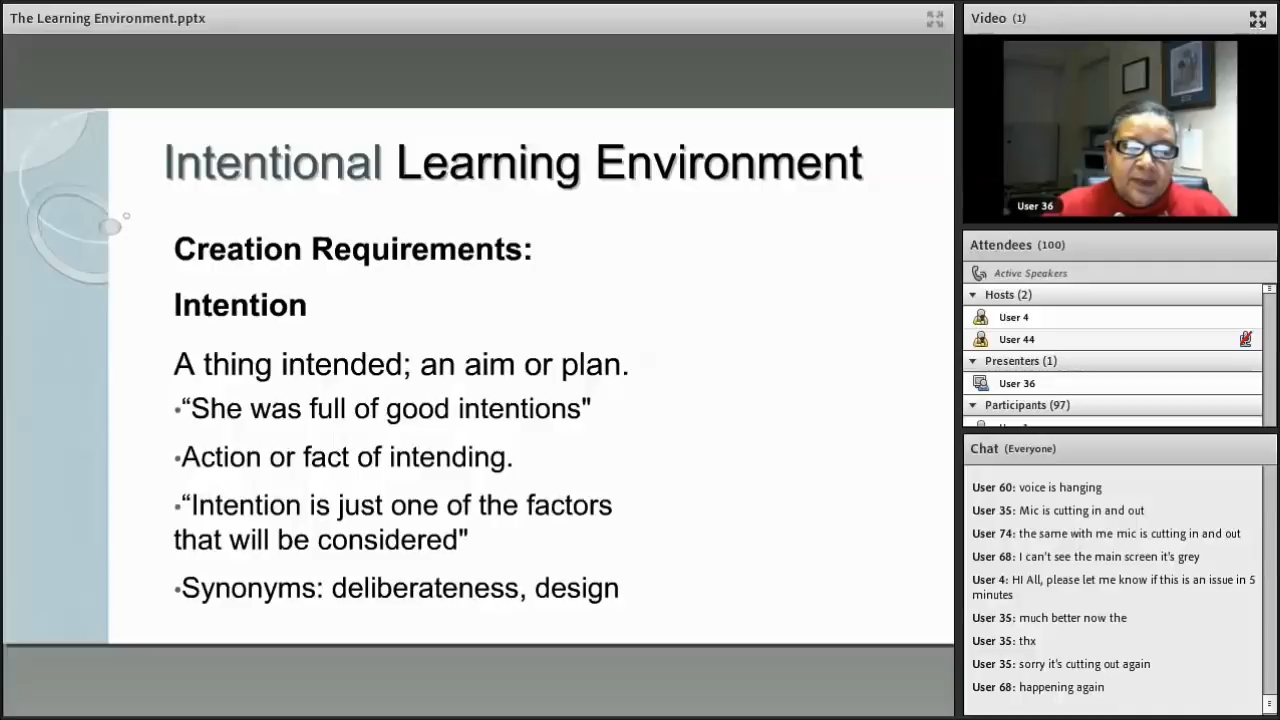 The Learning Environment.pptx
Intentional Learning Environment
Creation Requirements:
Intention
A thing intended; an aim or plan.
•“She was full of good intentions"
•Action or fact of intending.
•“Intention is just one of the factors
that will be considered"
•Synonyms: deliberateness, design
Video (1)
User 36
Attendees (100)
Active Speakers
Hosts (2)
User 4
User 44
Presenters (1)
User 36
Participants (97)
Chat (Everyone)
User 60: voice is hanging
User 35: Mic is cutting in and out
User 74: the same with me mic is cutting in and out
User 68: I can't see the main screen it's grey
User 4: HI All, please let me know if this is an issue in 5
minutes
User 35: much better now the
User 35: thx
User 35: sorry it's cutting out again
User 68: happening again